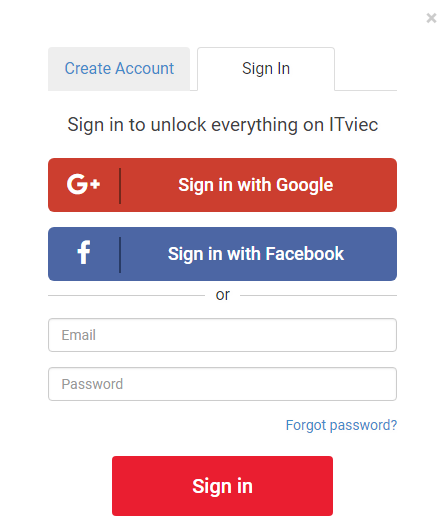 ×
Create Account
Sign In
Sign in to unlock everything on ITviec
G+
Sign in with Google
f
Sign in with Facebook
or
Email
Password
Forgot password?
Sign in